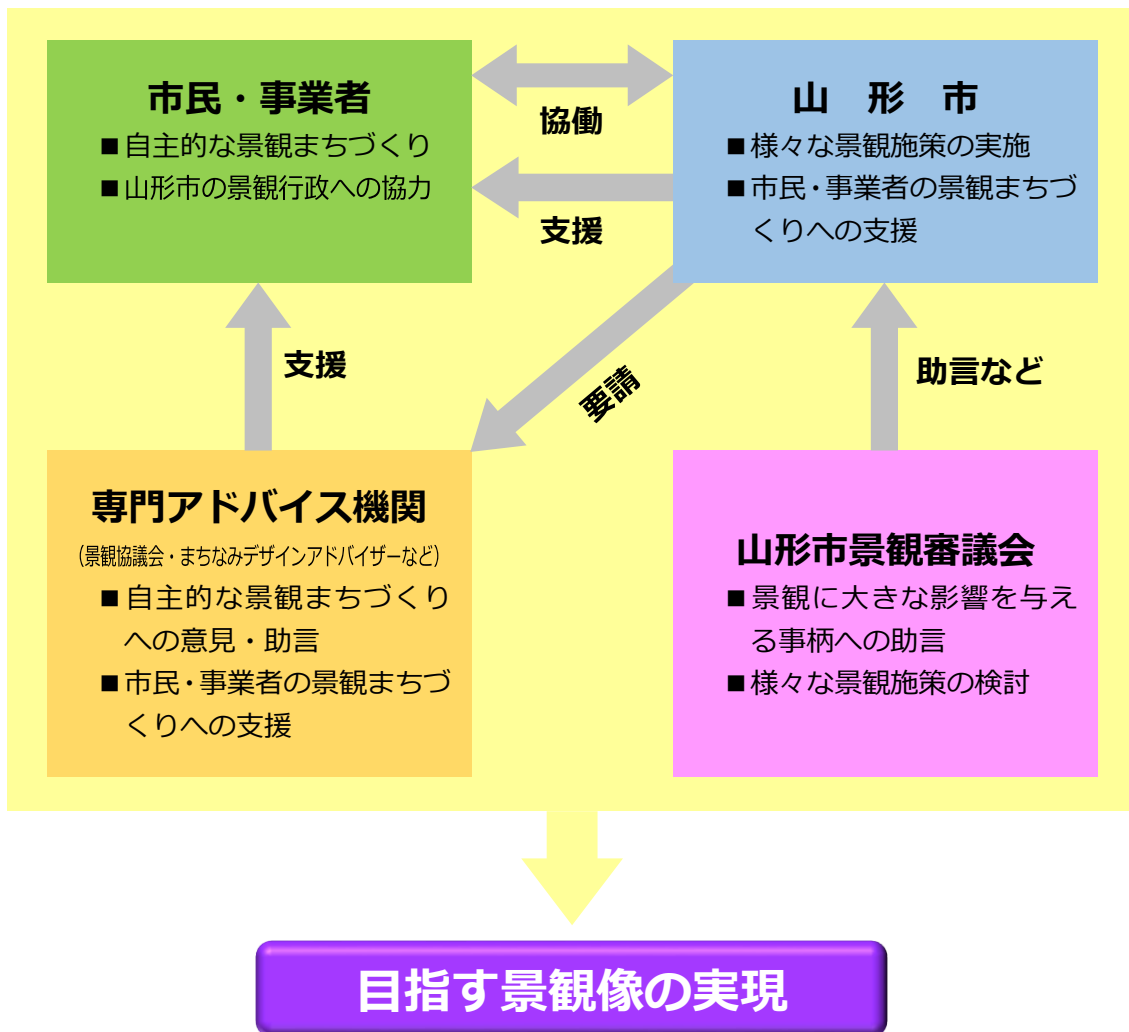 市民・事業者
■自主的な景観まちづくり
■山形市の景観行政への協力
協働
支援
山　形　市
■様々な景観施策の実施
■市民・事業者の景観まちづ
くりへの支援
支援
要請
助言など
専門アドバイス機関
(景観協議会・まちなみデザインアドバイザーなど)
■自主的な景観まちづくり
への意見・助言
■市民・事業者の景観まちづ
くりへの支援
山形市景観審議会
■景観に大きな影響を与え
る事柄への助言
■様々な景観施策の検討
目指す景観像の実現